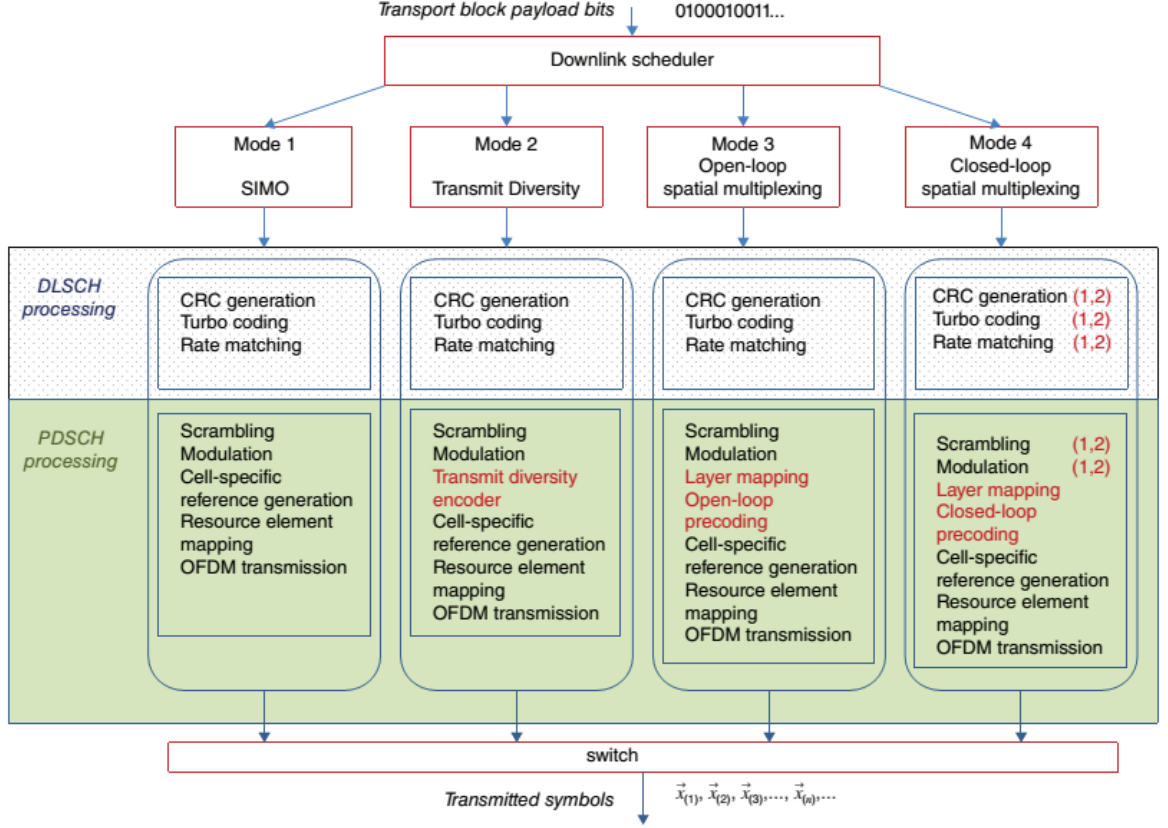 Transport block payload bits 0100010011...
Downlink scheduler
Mode 1
SIMO
Mode 2
Transmit Diversity
Mode 3
Open-loop
spatial multiplexing
Mode 4
Closed-loop
spatial multiplexing
DLSCH
processing
CRC generation
Turbo coding
Rate matching
CRC generation
Turbo coding
Rate matching
CRC generation
Turbo coding
Rate matching
CRC generation (1,2)
Turbo coding (1,2)
Rate matching (1,2)
PDSCH
processing
Scrambling
Modulation
Cell-specific
reference generation
Resource element
mapping
OFDM transmission
Scrambling
Modulation
Transmit diversity
encoder
Cell-specific
reference generation
Resource element
mapping
OFDM transmission
Scrambling
Modulation
Layer mapping
Open-loop
precoding
Cell-specific
reference generation
Resource element
mapping
OFDM transmission
Scrambling (1,2)
Modulation (1,2)
Layer mapping
Closed-loop
precoding
Cell-specific
reference generation
Resource element
mapping
OFDM transmission
switch
Transmitted symbols x⃗(1), x⃗(2), x⃗(3),..., x⃗(n),...